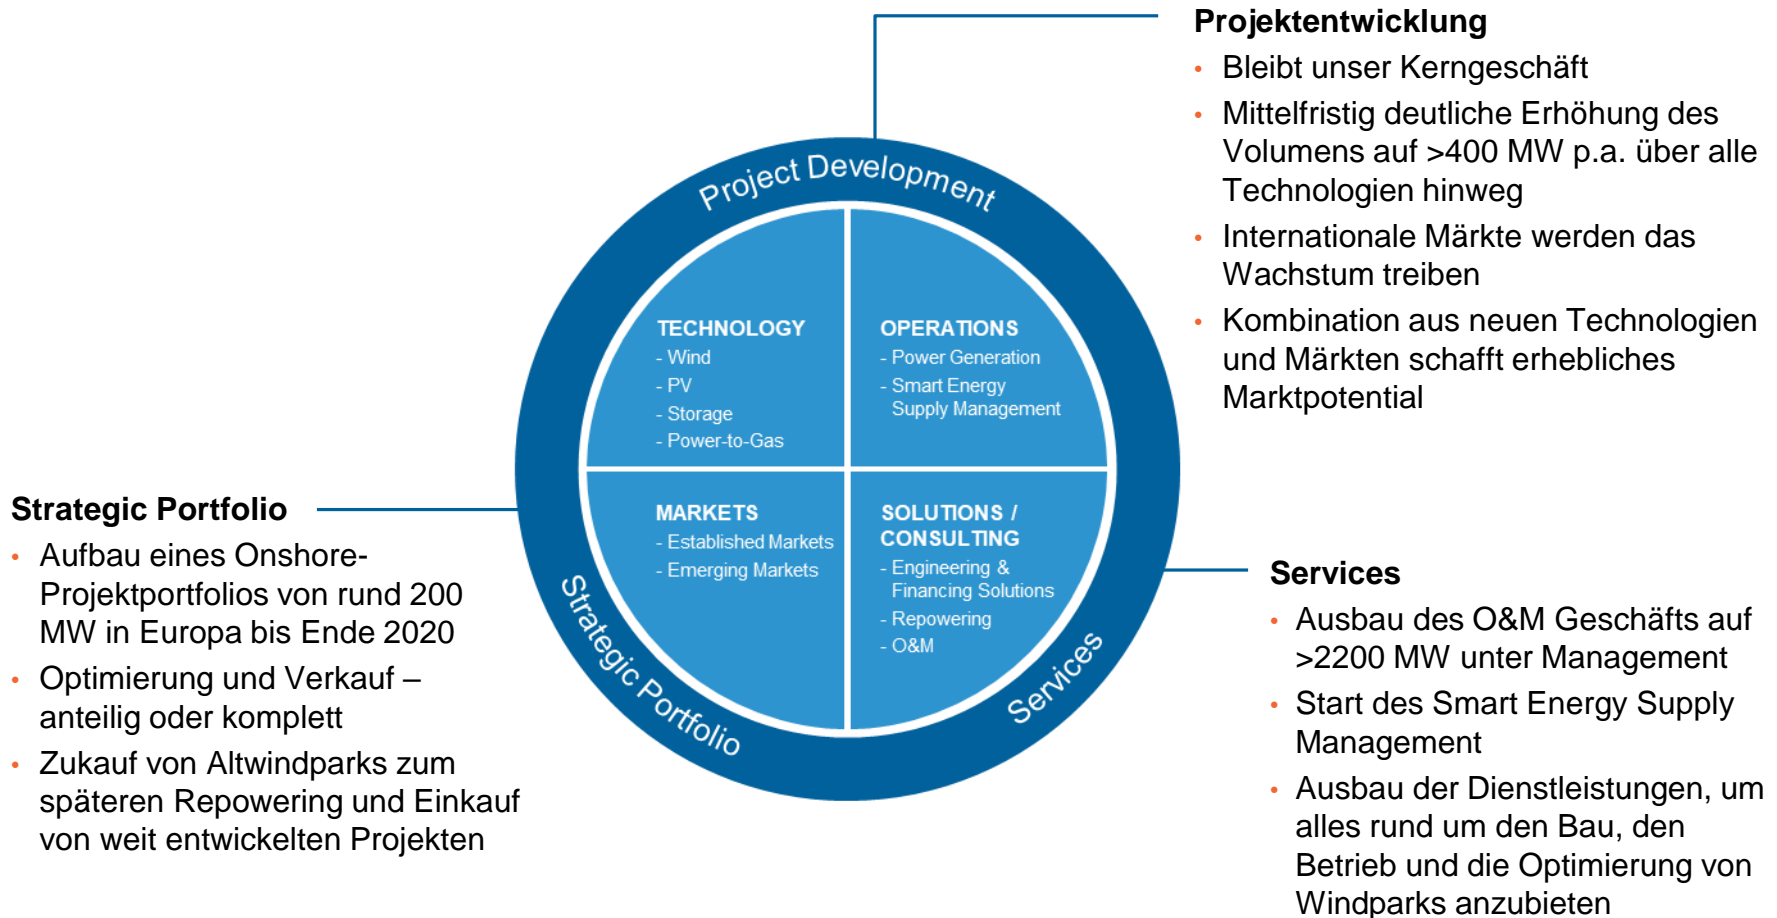 Projektentwicklung
• Bleibt unser Kerngeschäft
• Mittelfristig deutliche Erhöhung des
Volumens auf >400 MW p.a. über alle
Technologien hinweg
• Internationale Märkte werden das
Wachstum treiben
• Kombination aus neuen Technologien
und Märkten schafft erhebliches
Marktpotential
Project Development
TECHNOLOGY
- Wind
- PV
- Storage
- Power-to-Gas
OPERATIONS
- Power Generation
- Smart Energy
Supply Management
MARKETS
- Established Markets
- Emerging Markets
SOLUTIONS /
CONSULTING
- Engineering &
Financing Solutions
- Repowering
- O&M
Strategic Portfolio
Services
Strategic Portfolio
• Aufbau eines Onshore-
Projektportfolios von rund 200
MW in Europa bis Ende 2020
• Optimierung und Verkauf –
anteilig oder komplett
• Zukauf von Altwindparks zum
späteren Repowering und Einkauf
von weit entwickelten Projekten
Services
• Ausbau des O&M Geschäfts auf
>2200 MW unter Management
• Start des Smart Energy Supply
Management
• Ausbau der Dienstleistungen, um
alles rund um den Bau, den
Betrieb und die Optimierung von
Windparks anzubieten